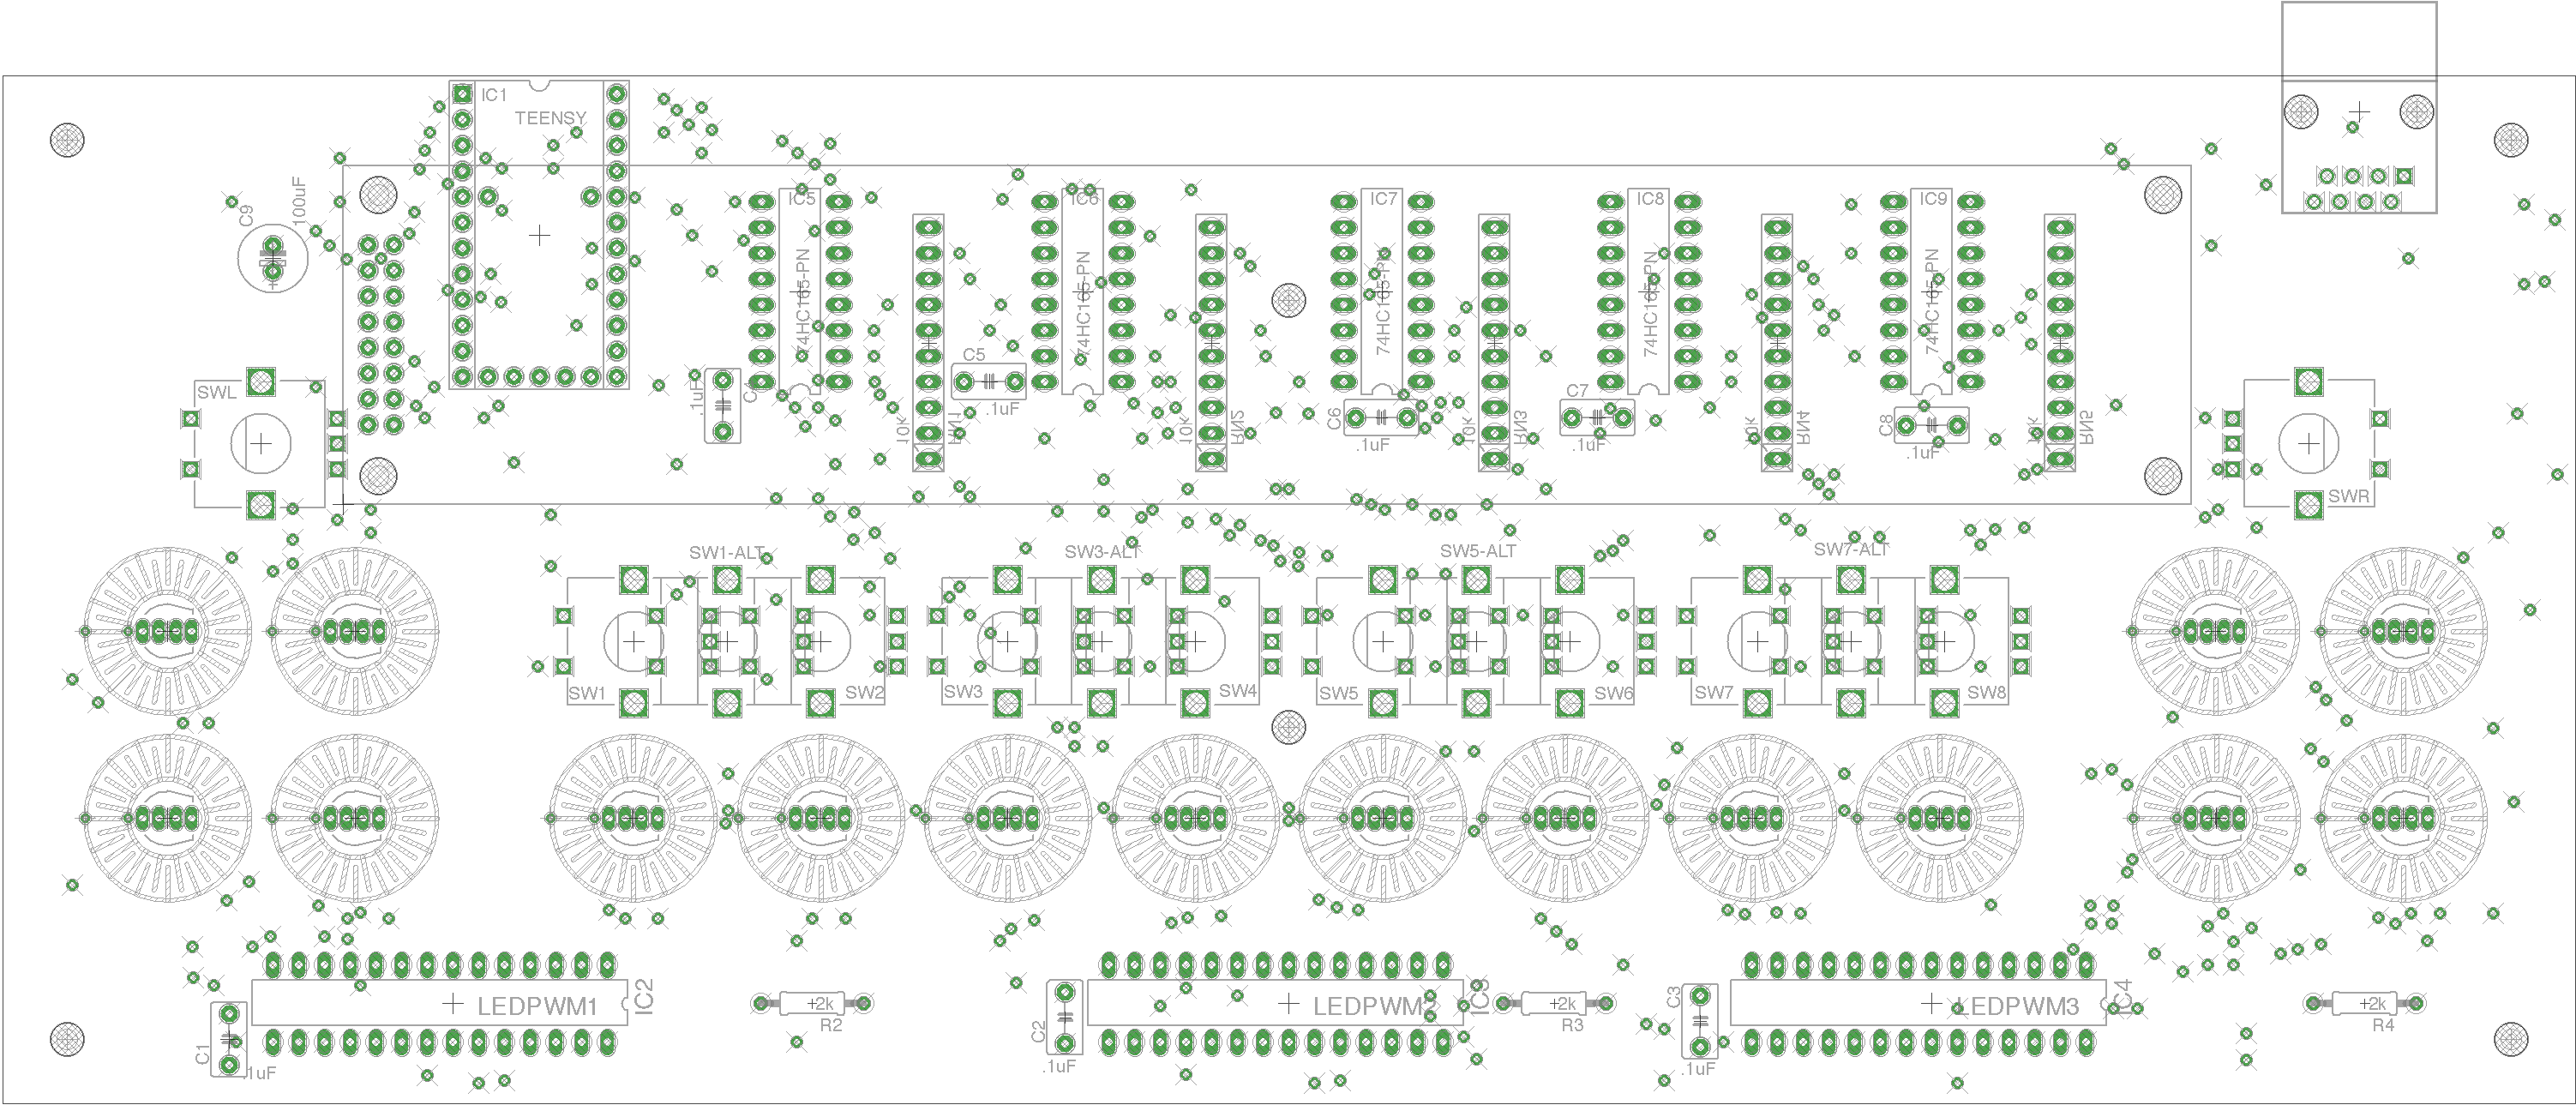 IC1
TEENSY
C9
100uF
IC5
IC6
IC7
IC8
IC9
74HC165-PN
74HC165-PN
74HC165-PN
74HC165-PN
74HC165-PN
SWL
.1uF
C5
.1uF
10K
RN1
10K
RN2
C6
.1uF
10K
RN3
C7
.1uF
10K
RN4
C8
.1uF
10K
RN5
SWR
SW1-ALT
SW3-ALT
SW5-ALT
SW7-ALT
SW1
SW2
SW3
SW4
SW5
SW6
SW7
SW8
LEDPWM1
IC2
C1
.1uF
2k
R2
C2
.1uF
IC3
2k
R3
C3
.1uF
LEDPWM3
IC4
2k
R4